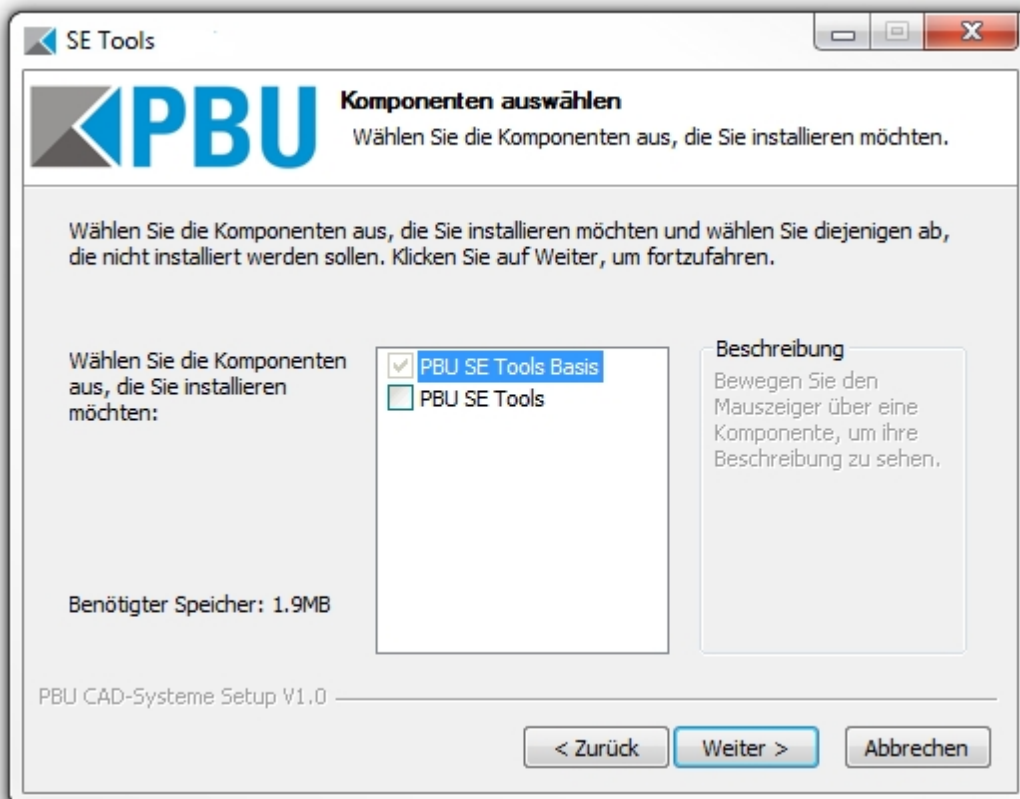 SE Tools
PBU
Komponenten auswählen
Wählen Sie die Komponenten aus, die Sie installieren möchten.
Wählen Sie die Komponenten aus, die Sie installieren möchten und wählen Sie diejenigen ab,
die nicht installiert werden sollen. Klicken Sie auf Weiter, um fortzufahren.
Wählen Sie die Komponenten
aus, die Sie installieren
möchten:
PBU SE Tools Basis
PBU SE Tools
Beschreibung
Bewegen Sie den
Mauszeiger über eine
Komponente, um ihre
Beschreibung zu sehen.
Benötigter Speicher: 1.9MB
PBU CAD-Systeme Setup V1.0
< Zurück
Weiter >
Abbrechen